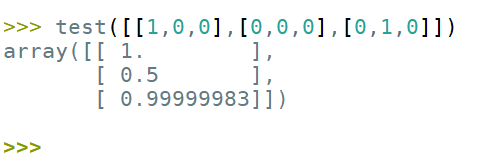 >>> test([[1,0,0],[0,0,0],[0,1,0]])
array([[ 1.        ],
       [ 0.5       ],
       [ 0.99999983]])
>>>